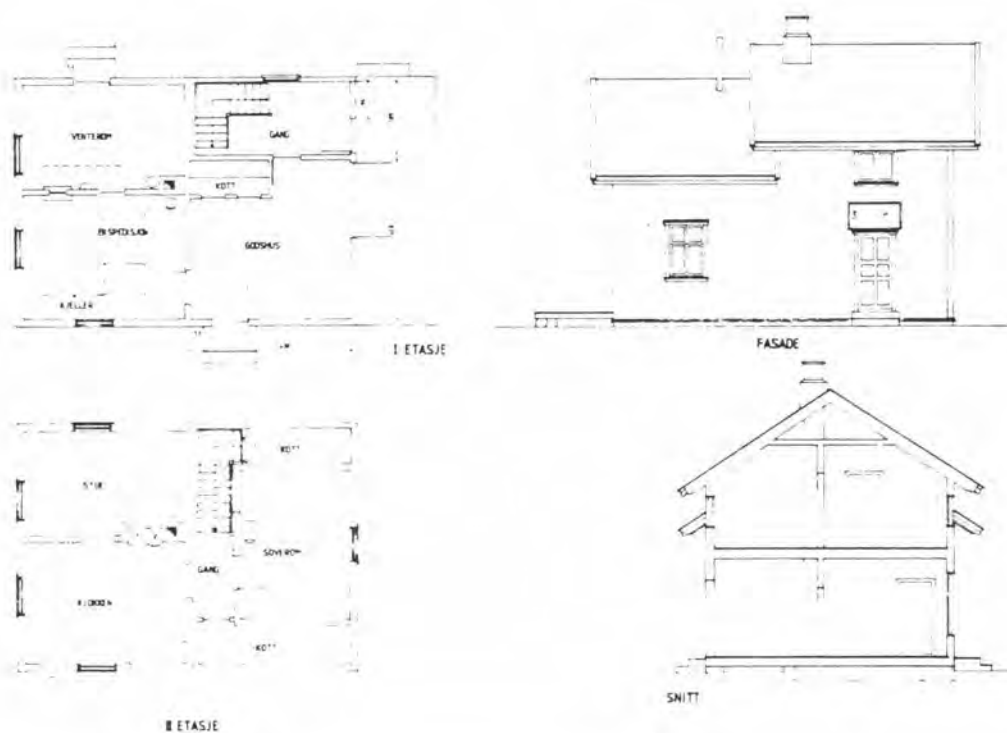 VENTEROM
GANG
KOTT
EKSPEDISJON
GODSHUS
KJELLER
I ETASJE
FASADE
KOTT
STUE
SOVEROM
GANG
KJØKKEN
KOTT
II ETASJE
SNITT